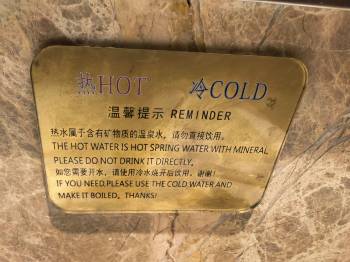 热HOT 冷COLD
温馨提示 REMINDER
热水属于含有矿物质的温泉水，请勿直接饮用。
THE HOT WATER IS HOT SPRING WATER WITH MINERAL
PLEASE DO NOT DRINK IT DIRECTLY.
如您需要开水，请使用冷水烧开后饮用。谢谢！
IF YOU NEED,PLEASE USE THE COLD WATER AND
MAKE IT BOILED。THANKS!